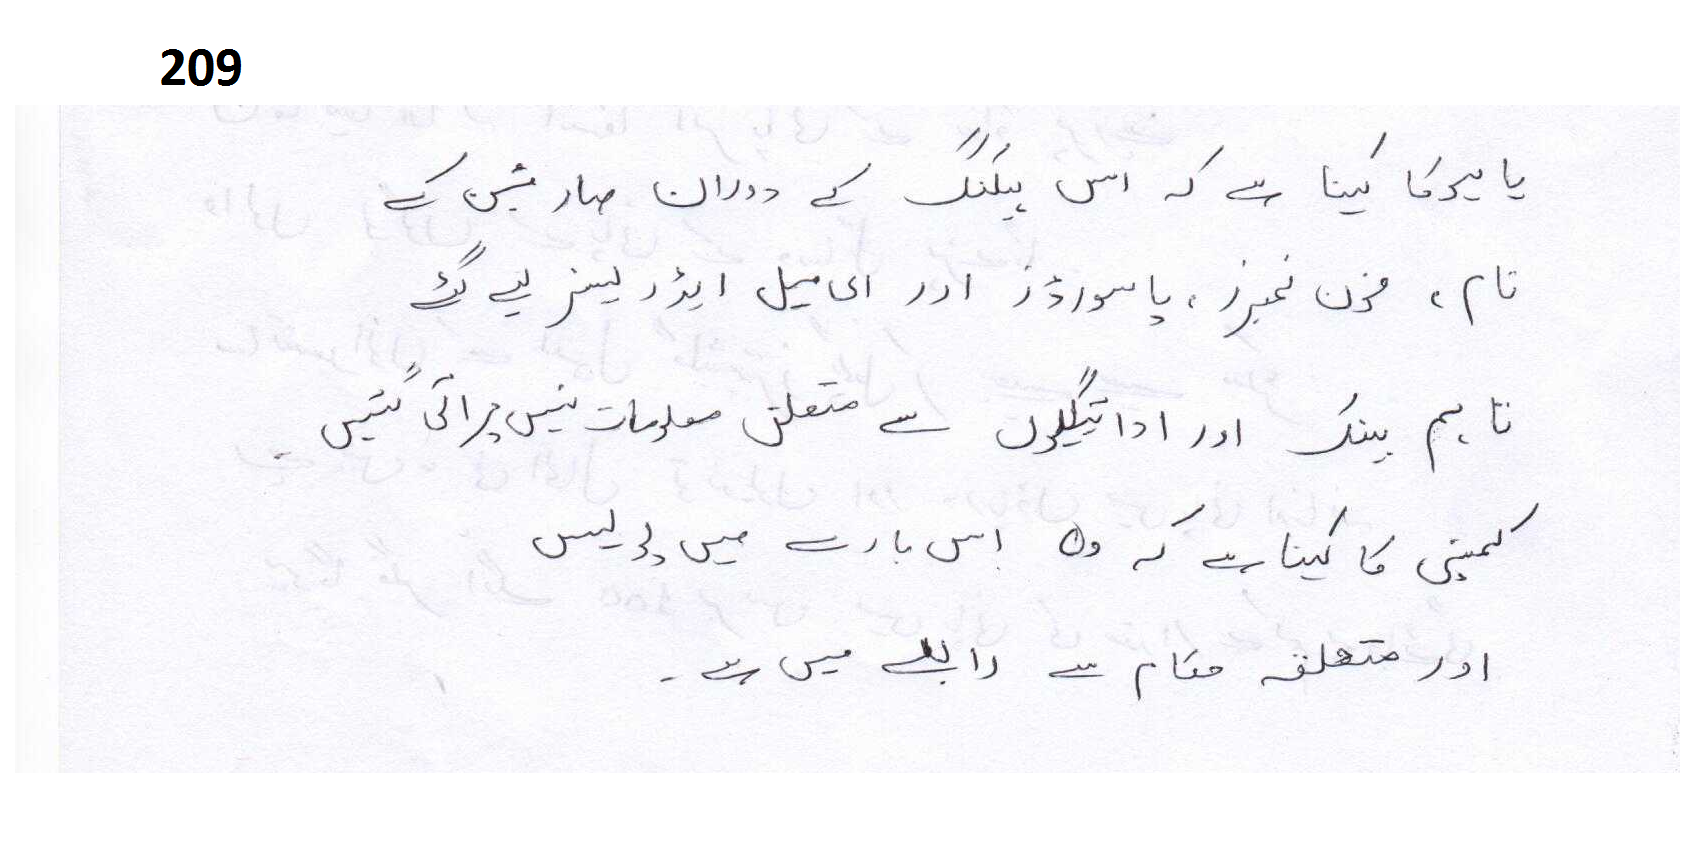 209
یاہو کا کہنا ہے کہ اس ہیکنگ کے دوران صارفین کے
نام، فون نمبرز، پاسورڈز اور ای میل ایڈریسز لیے گئے
تاہم بینک اور ادائیگیوں سے متعلق معلومات نہیں چرائی گئیں۔
کمپنی کا کہنا ہے کہ وہ اس بارے میں پولیس
اور متعلقہ مقام سے رابطے میں ہے۔